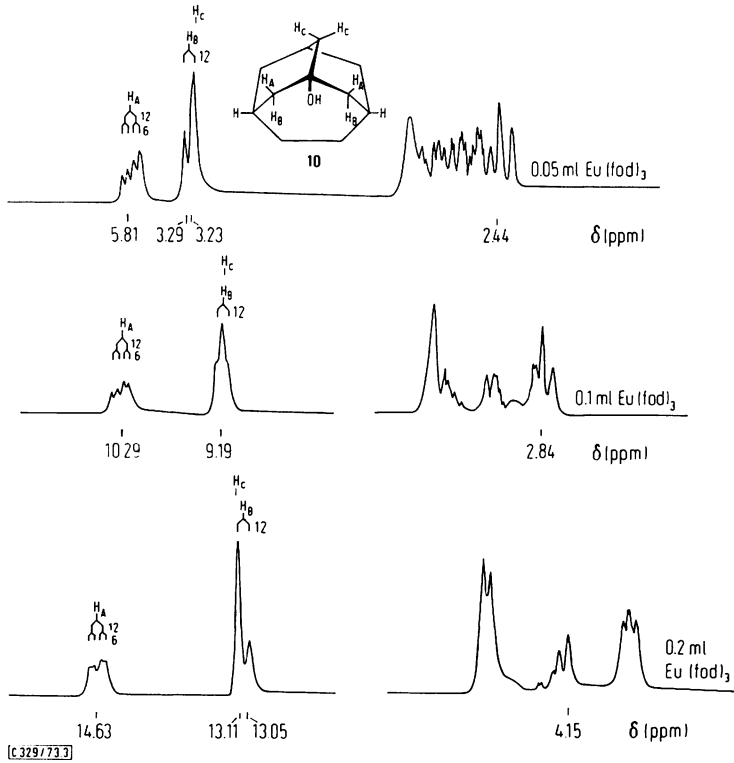 H_C
H_B
12
H_A
12
6
H_C H_C
H_A H_A
OH
H H
H_B H_B
10
0.05 ml Eu (fod)₃
5.81 3.29 3.23 2.44 δ (ppm)
H_C
H_B
12
H_A
12
6
0.1 ml Eu (fod)₃
10.29 9.19 2.84 δ (ppm)
H_C
H_B
12
H_A
12
6
0.2 ml
Eu (fod)₃
14.63 13.11 13.05 4.15 δ (ppm)
C 329/73.3